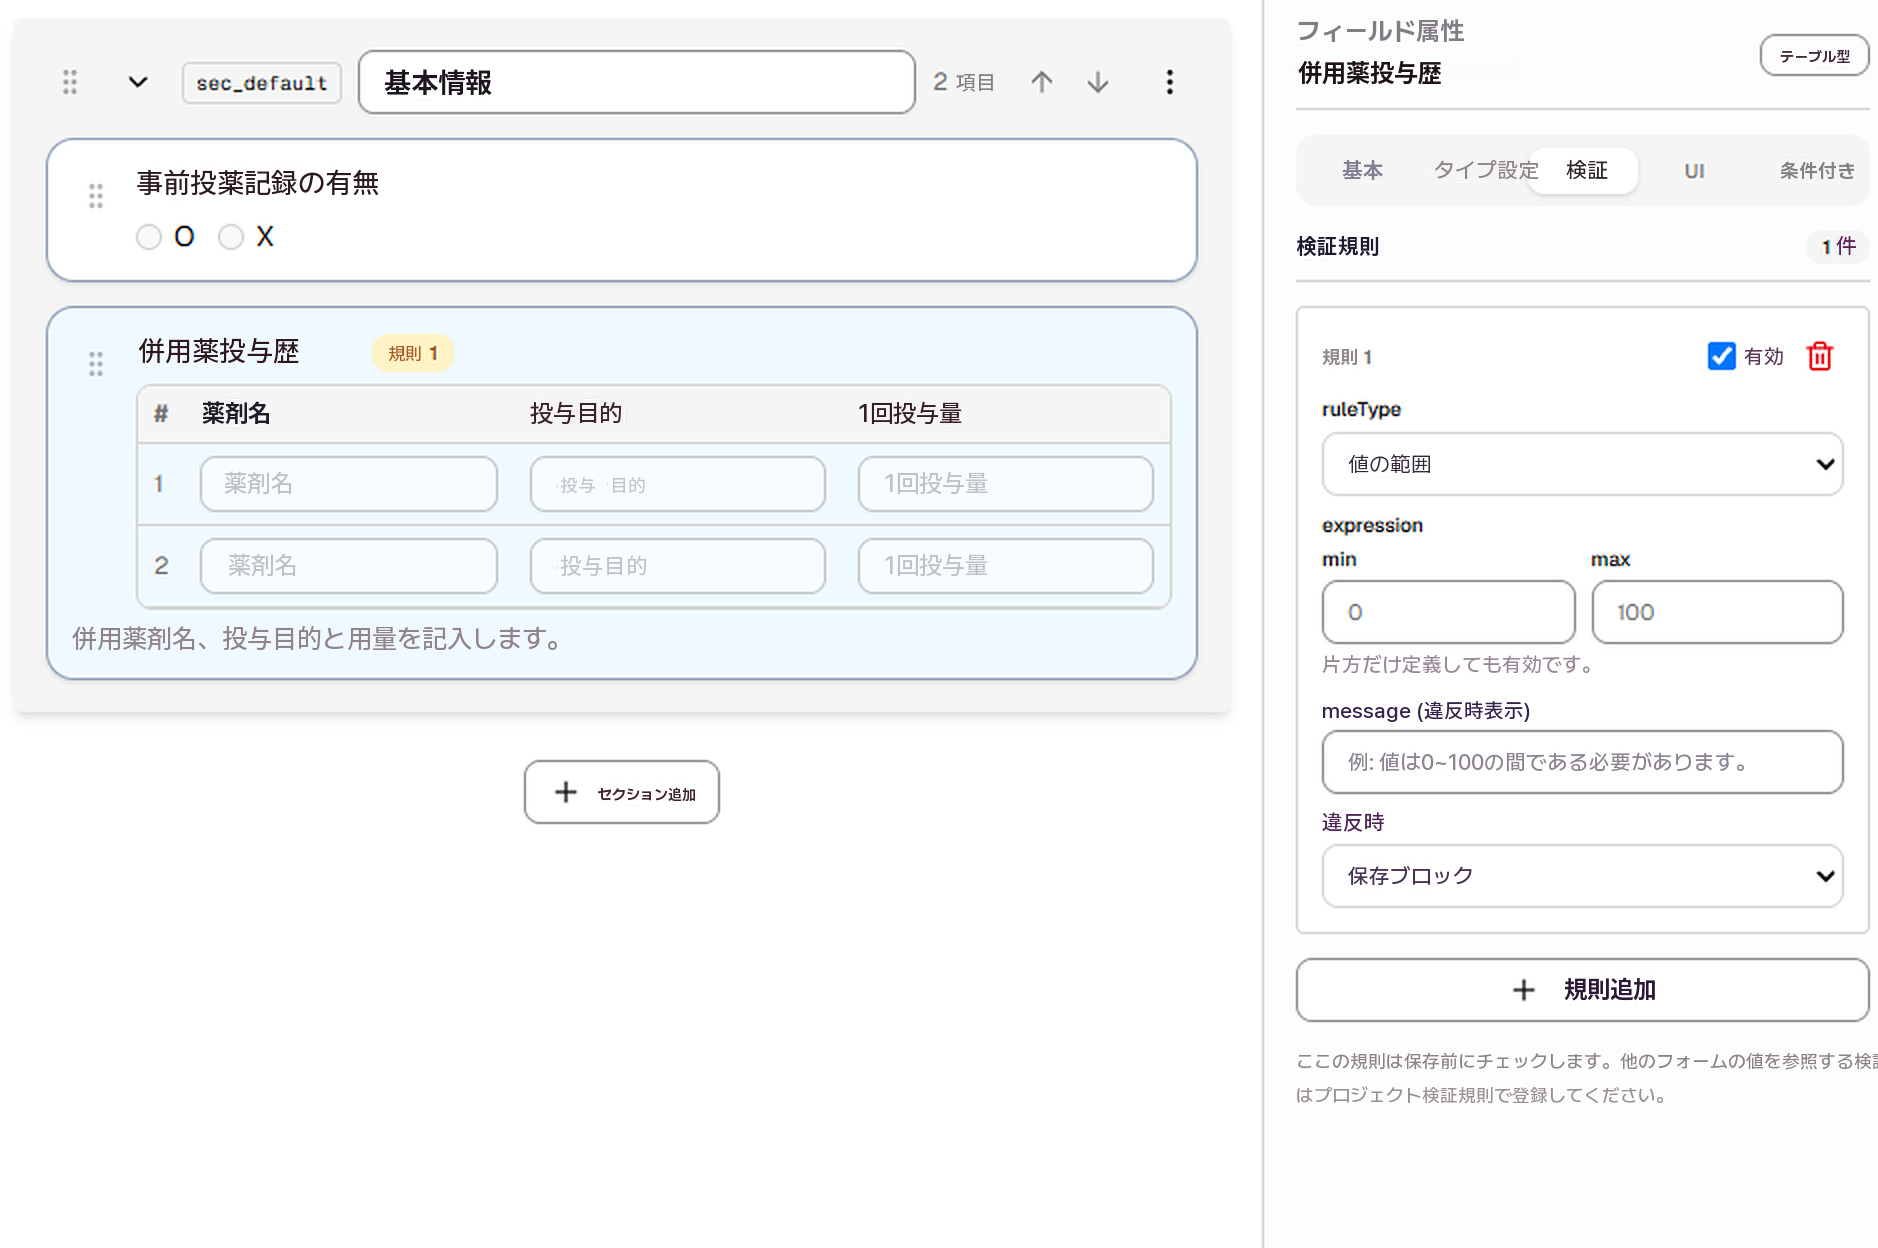 sec_default 基本情報 2 項目
事前投薬記録の有無
O X
併用薬投与歴 規則 1
# 薬剤名 投与目的 1回投与量
1 薬剤名 投与 目的 1回投与量
2 薬剤名 投与目的 1回投与量
併用薬剤名、投与目的と用量を記入します。
セクション追加
フィールド属性
併用薬投与歴
テーブル型
基本 タイプ設定 検証 UI 条件付き
検証規則 1 件
規則 1 有効
ruleType
値の範囲
expression
min max
0 100
片方だけ定義しても有効です。
message (違反時表示)
例: 値は0~100の間である必要があります。
違反時
保存ブロック
規則追加
ここの規則は保存前にチェックします。他のフォームの値を参照する検証
はプロジェクト検証規則で登録してください。